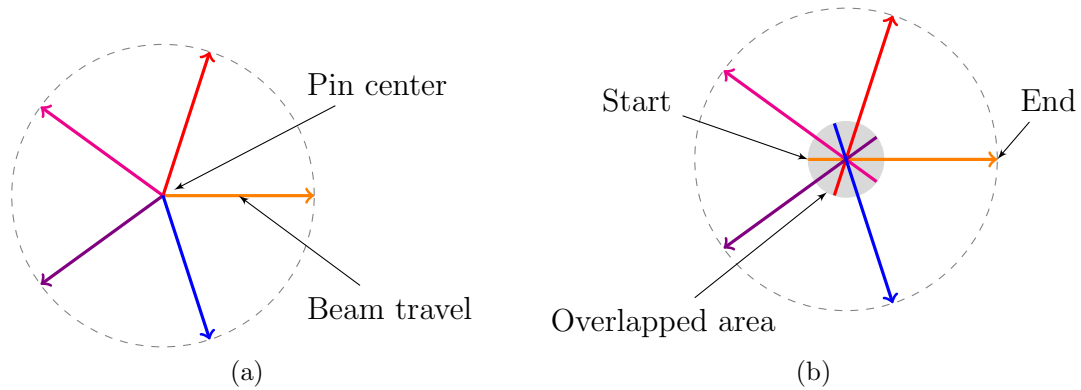 Pin center
Beam travel
(a)
Start
End
Overlapped area
(b)